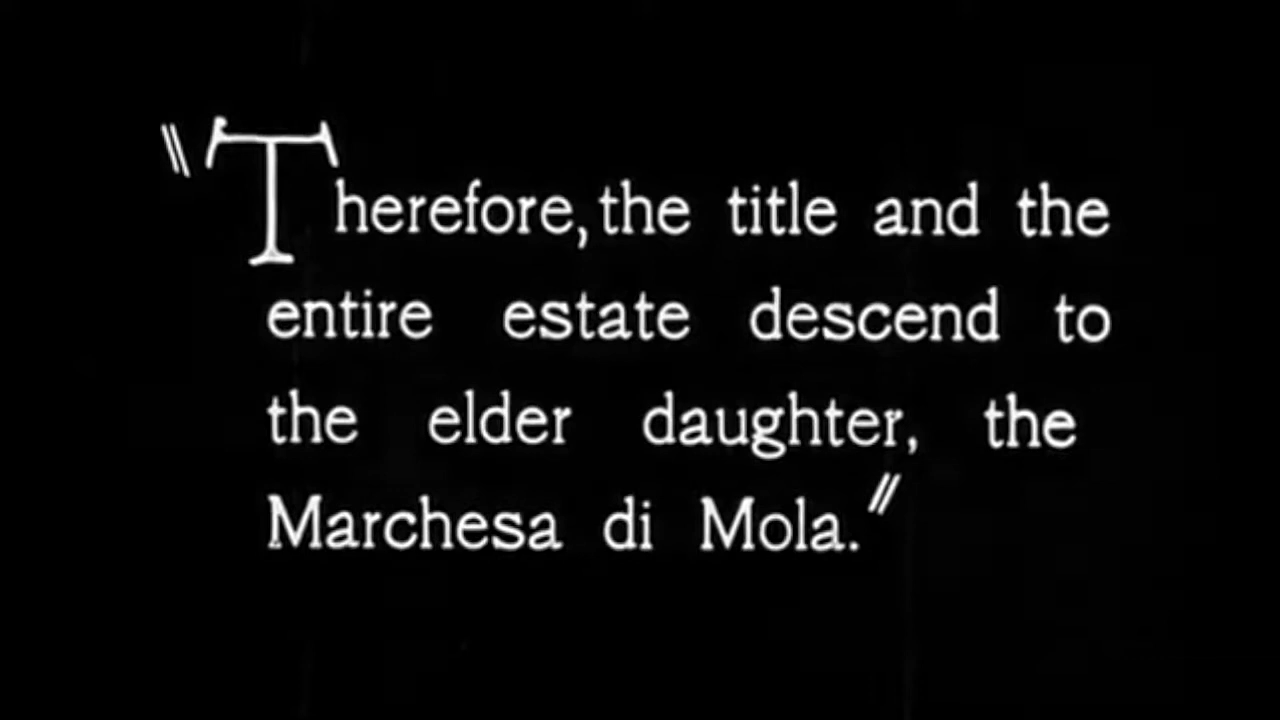 "Therefore, the title and the
entire estate descend to
the elder daughter, the
Marchesa di Mola."